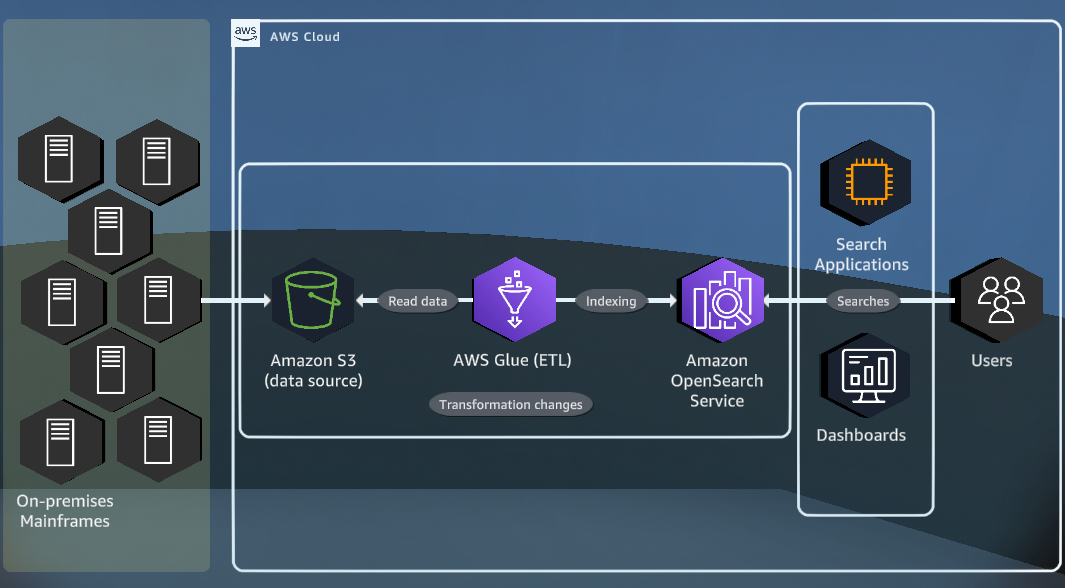 aws
AWS Cloud
On-premises
Mainframes
Amazon S3
(data source)
Read data
AWS Glue (ETL)
Transformation changes
Indexing
Amazon
OpenSearch
Service
Search
Applications
Searches
Dashboards
Users